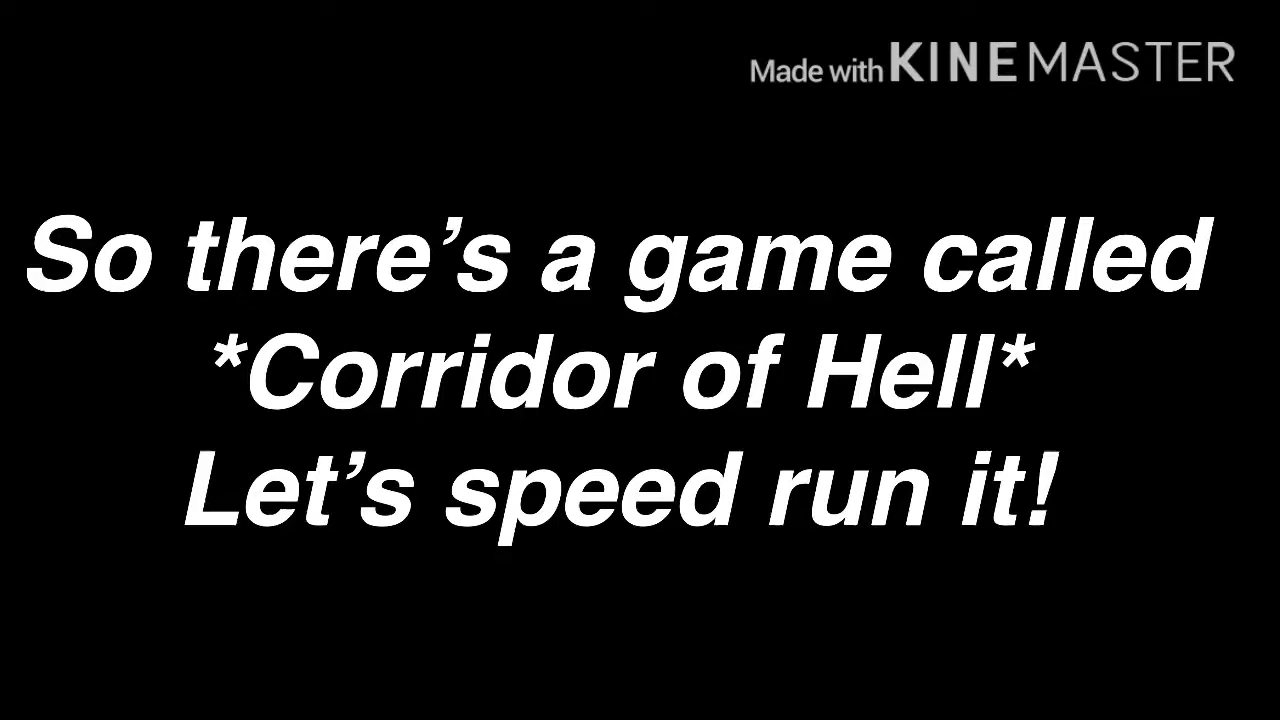 Made with KINEMASTER
So there’s a game called
*Corridor of Hell*
Let’s speed run it!